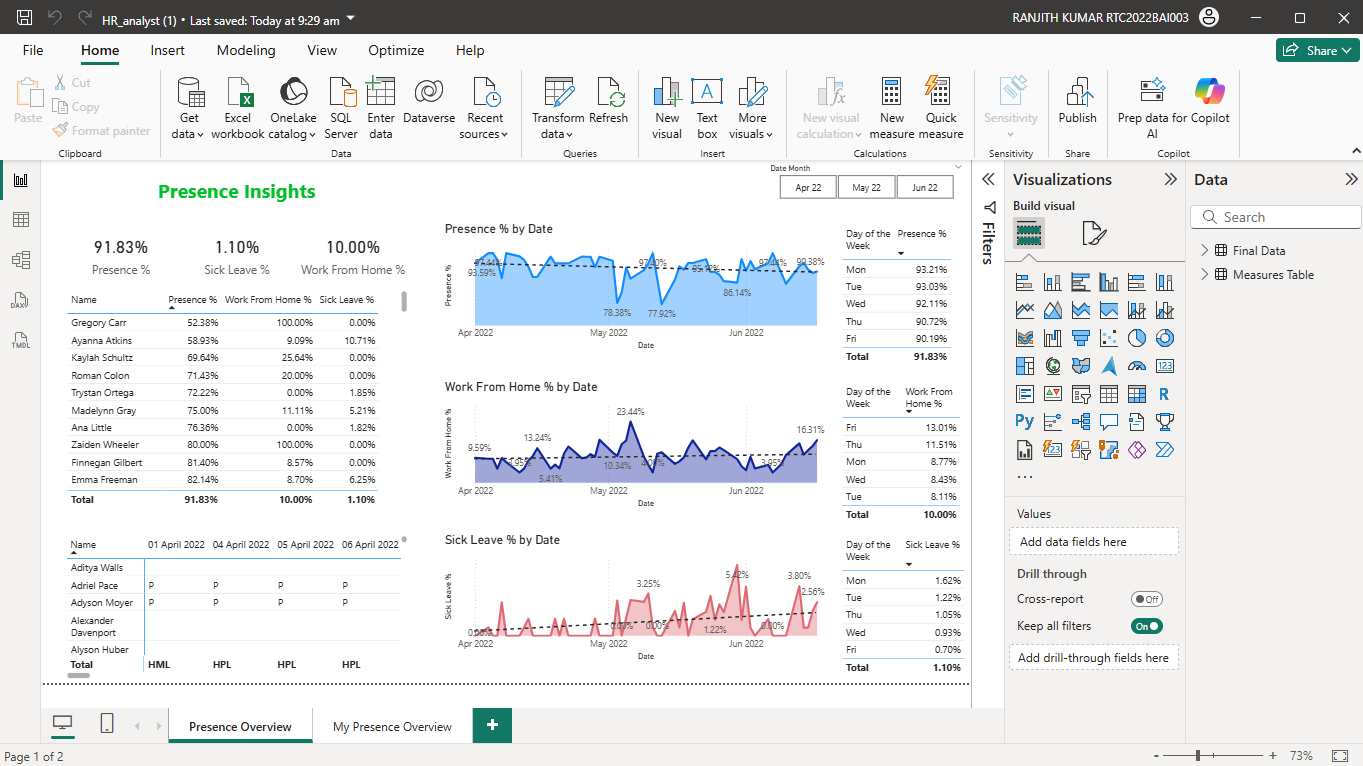 HR_analyst (1) • Last saved: Today at 9:29 am
RANJITH KUMAR RTC2022BAI003
File Home Insert Modeling View Optimize Help
Share
Paste
Cut
Copy
Format painter
Get data
Excel workbook
OneLake catalog
SQL Server
Enter data
Dataverse
Recent sources
Transform data
Refresh
New visual
Text box
More visuals
New visual calculation
New measure
Quick measure
Sensitivity
Publish
Prep data for AI
Copilot
Clipboard
Data
Queries
Insert
Calculations
Sensitivity
Share
Copilot
Presence Insights
Date Month
Apr 22 May 22 Jun 22
91.83% 1.10% 10.00%
Presence % Sick Leave % Work From Home %
Name Presence % Work From Home % Sick Leave %
Gregory Carr 52.38% 100.00% 0.00%
Ayanna Atkins 58.93% 9.09% 10.71%
Kaylah Schultz 69.64% 25.64% 0.00%
Roman Colon 71.43% 20.00% 0.00%
Trystan Ortega 72.22% 0.00% 1.85%
Madelynn Gray 75.00% 11.11% 5.21%
Ana Little 76.36% 0.00% 1.82%
Zaiden Wheeler 80.00% 100.00% 0.00%
Finnegan Gilbert 81.40% 8.57% 0.00%
Emma Freeman 82.14% 8.70% 6.25%
Total 91.83% 10.00% 1.10%
Name 01 April 2022 04 April 2022 05 April 2022 06 April 2022
Aditya Walls
Adriel Pace P P P P
Adyson Moyer P P P P
Alexander
Davenport
Alyson Huber
Total HML HPL HPL HPL
Presence % by Date
Presence %
93.59%
78.38%
77.92%
86.14%
97.44%
90.38%
Apr 2022 May 2022 Jun 2022
Date
Day of the Week Presence %
Mon 93.21%
Tue 93.03%
Wed 92.11%
Thu 90.72%
Fri 90.19%
Total 91.83%
Work From Home % by Date
Work From Home %
9.59%
13.24%
5.41%
10.34%
23.44%
16.31%
Apr 2022 May 2022 Jun 2022
Date
Day of the Week Work From Home %
Fri 13.01%
Thu 11.51%
Mon 8.77%
Wed 8.43%
Tue 8.11%
Total 10.00%
Sick Leave % by Date
Sick Leave %
0.00%
0.00%
3.25%
0.00%
1.22%
5.42%
0.00%
3.80%
2.56%
Apr 2022 May 2022 Jun 2022
Date
Day of the Week Sick Leave %
Mon 1.62%
Tue 1.22%
Thu 1.05%
Wed 0.93%
Fri 0.70%
Total 1.10%
Filters
Visualizations
Build visual
R
Py
123
123
...
Values
Add data fields here
Drill through
Cross-report Off
Keep all filters On
Add drill-through fields here
Data
Search
Final Data
Measures Table
DAX
TMDL
Presence Overview My Presence Overview +
Page 1 of 2
- + 73%